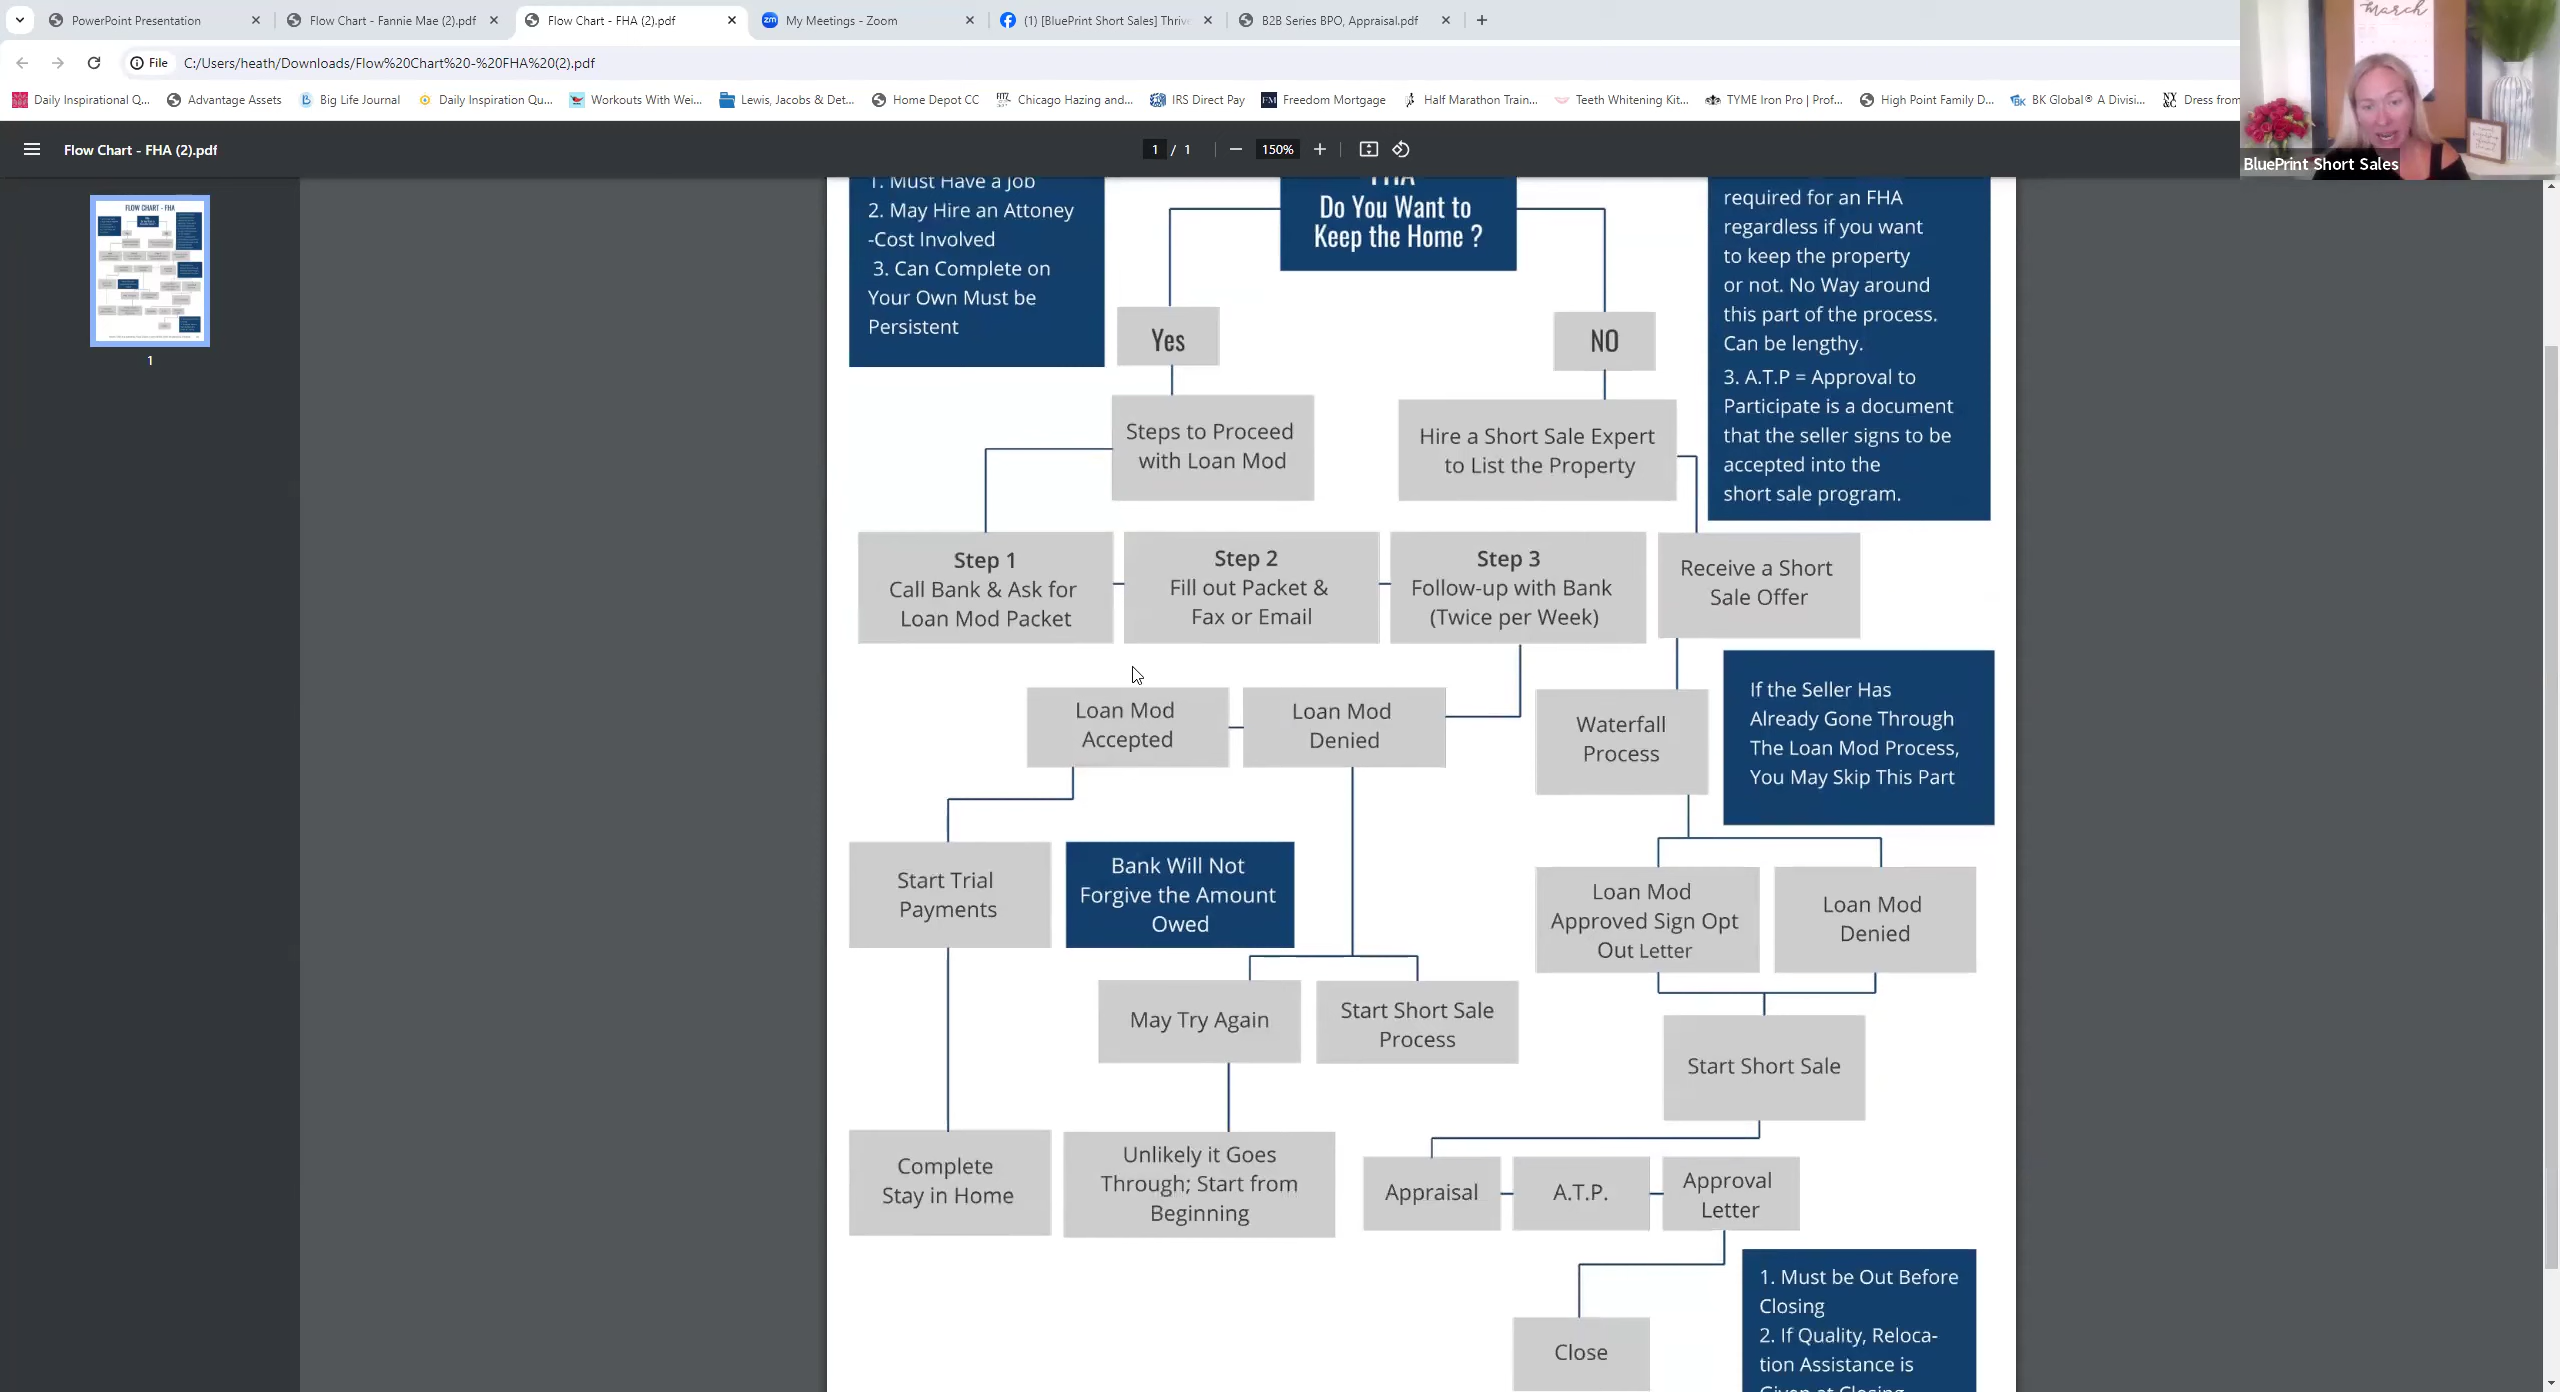 PowerPoint Presentation
Flow Chart - Fannie Mae (2).pdf
Flow Chart - FHA (2).pdf
My Meetings - Zoom
(1) [BluePrint Short Sales] Thrive
B2B Series BPO, Appraisal.pdf
File C:/Users/heath/Downloads/Flow%20Chart%20-%20FHA%20(2).pdf
Daily Inspirational Q...
Advantage Assets
Big Life Journal
Daily Inspiration Qu...
Workouts With Wei...
Lewis, Jacobs & Det...
Home Depot CC
Chicago Hazing and...
IRS Direct Pay
Freedom Mortgage
Half Marathon Train...
Teeth Whitening Kit...
TYME Iron Pro | Prof...
High Point Family D...
BK Global® A Divisi...
Dress from
march
BluePrint Short Sales
Flow Chart - FHA (2).pdf
1 / 1
150%
FLOW CHART - FHA
1
1. Must Have a Job
2. May Hire an Attoney
-Cost Involved
3. Can Complete on
Your Own Must be
Persistent
FHA
Do You Want to
Keep the Home ?
required for an FHA
regardless if you want
to keep the property
or not. No Way around
this part of the process.
Can be lengthy.
3. A.T.P = Approval to
Participate is a document
that the seller signs to be
accepted into the
short sale program.
Yes
NO
Steps to Proceed
with Loan Mod
Hire a Short Sale Expert
to List the Property
Step 1
Call Bank & Ask for
Loan Mod Packet
Step 2
Fill out Packet &
Fax or Email
Step 3
Follow-up with Bank
(Twice per Week)
Receive a Short
Sale Offer
Loan Mod
Accepted
Loan Mod
Denied
Waterfall
Process
If the Seller Has
Already Gone Through
The Loan Mod Process,
You May Skip This Part
Start Trial
Payments
Bank Will Not
Forgive the Amount
Owed
Loan Mod
Approved Sign Opt
Out Letter
Loan Mod
Denied
May Try Again
Start Short Sale
Process
Start Short Sale
Complete
Stay in Home
Unlikely it Goes
Through; Start from
Beginning
Appraisal
A.T.P.
Approval
Letter
Close
1. Must be Out Before
Closing
2. If Quality, Reloca-
tion Assistance is
Given at Closing